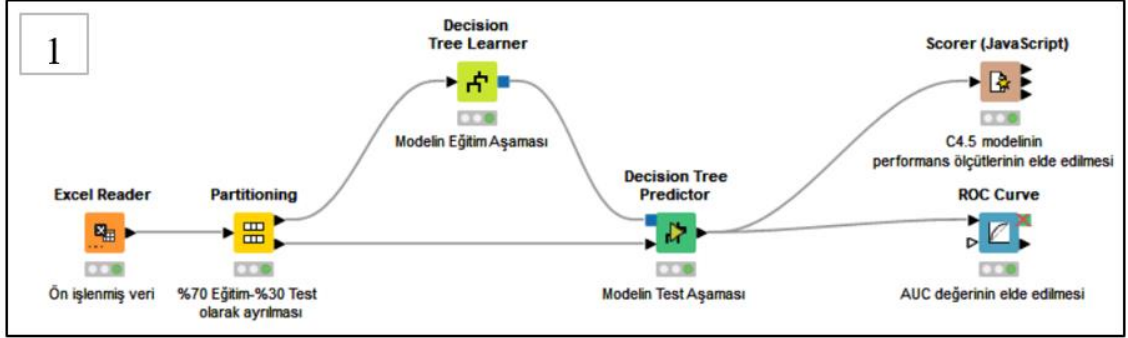 1
Decision
Tree Learner
Modelin Eğitim Aşaması
Scorer (JavaScript)
C4.5 modelinin
performans ölçütlerinin elde edilmesi
Excel Reader
Ön işlenmiş veri
Partitioning
%70 Eğitim-%30 Test
olarak ayrılması
Decision Tree
Predictor
Modelin Test Aşaması
ROC Curve
AUC değerinin elde edilmesi